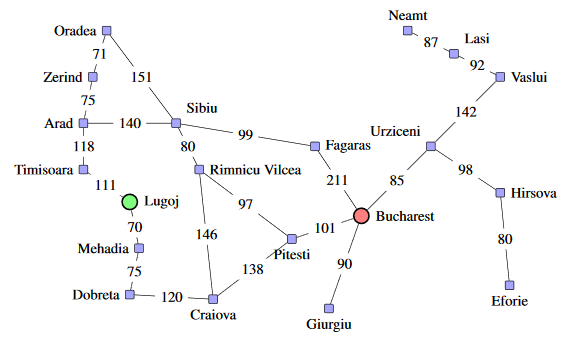 Neamt
Oradea
87
Lasi
71
92
Zerind
151
Vaslui
75
Sibiu
142
Arad
140
99
Urziceni
118
80
Fagaras
Timisoara
Rimnicu Vilcea
98
111
211
85
Lugoj
97
Hirsova
70
146
101
Bucharest
Mehadia
80
Pitesti
75
138
90
Dobreta
120
Eforie
Craiova
Giurgiu